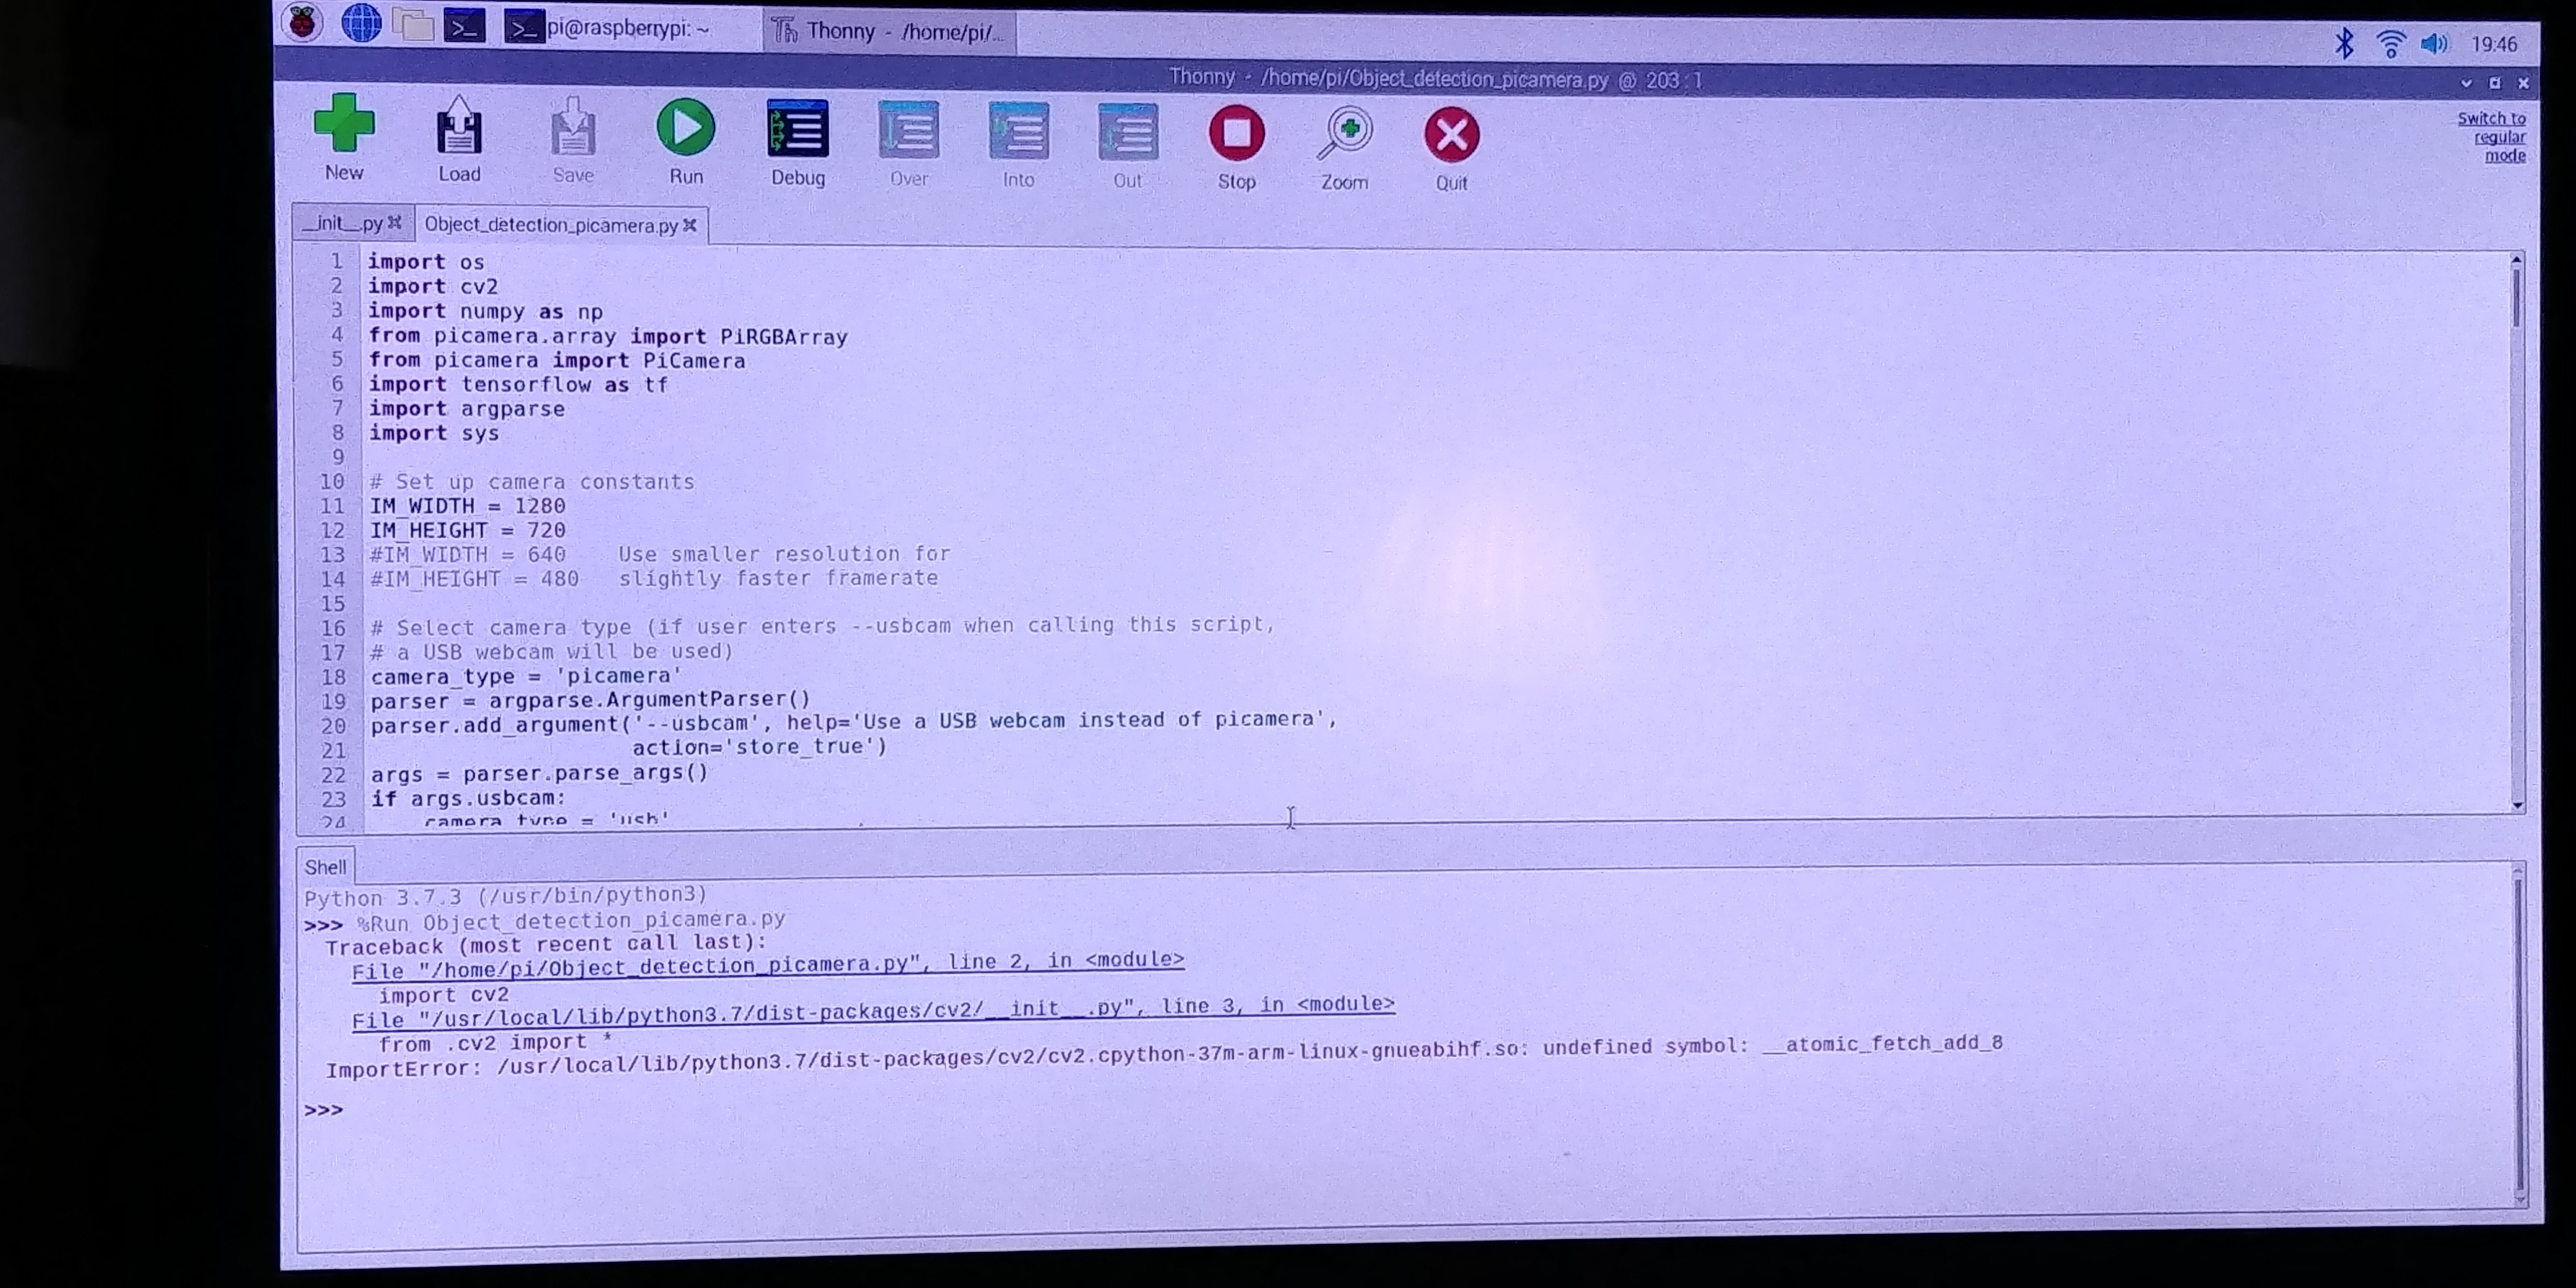 pi@raspberrypi: ~
Thonny - /home/pi/...
19:46
Thonny - /home/pi/Object_detection_picamera.py @ 203:1
New
Load
Save
Run
Debug
Over
Into
Out
Stop
Zoom
Quit
Switch to
regular
mode
__init__.py
Object_detection_picamera.py
1 import os
2 import cv2
3 import numpy as np
4 from picamera.array import PiRGBArray
5 from picamera import PiCamera
6 import tensorflow as tf
7 import argparse
8 import sys
9
10 # Set up camera constants
11 IM_WIDTH = 1280
12 IM_HEIGHT = 720
13 #IM_WIDTH = 640    Use smaller resolution for
14 #IM_HEIGHT = 480   slightly faster framerate
15
16 # Select camera type (if user enters --usbcam when calling this script,
17 # a USB webcam will be used)
18 camera_type = 'picamera'
19 parser = argparse.ArgumentParser()
20 parser.add_argument('--usbcam', help='Use a USB webcam instead of picamera',
21                     action='store_true')
22 args = parser.parse_args()
23 if args.usbcam:
24     camera_type = 'usb'
Shell
Python 3.7.3 (/usr/bin/python3)
>>> %Run Object_detection_picamera.py
Traceback (most recent call last):
File "/home/pi/Object_detection_picamera.py", line 2, in <module>
import cv2
File "/usr/local/lib/python3.7/dist-packages/cv2/__init__.py", line 3, in <module>
from .cv2 import *
ImportError: /usr/local/lib/python3.7/dist-packages/cv2/cv2.cpython-37m-arm-linux-gnueabihf.so: undefined symbol: __atomic_fetch_add_8
>>>